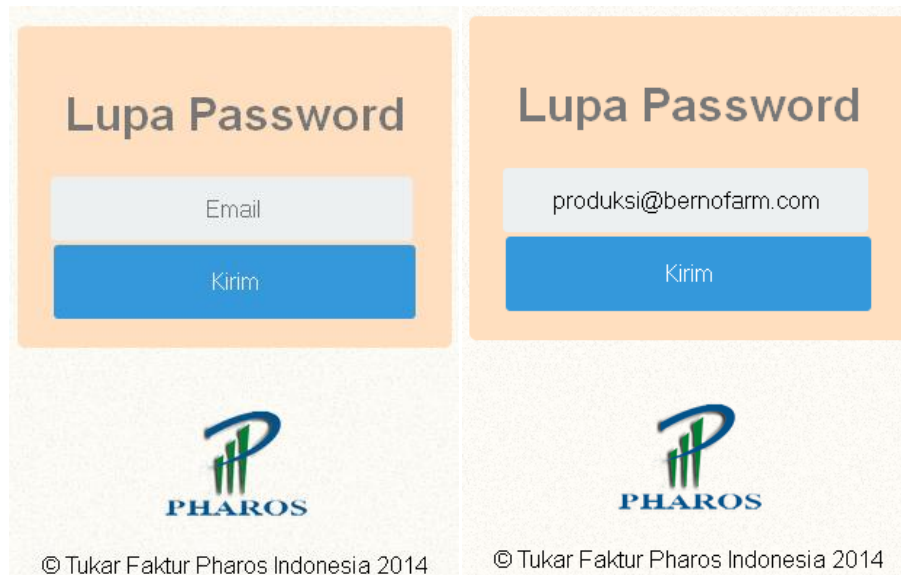 Lupa Password
Email
Kirim
PHAROS
© Tukar Faktur Pharos Indonesia 2014
Lupa Password
produksi@bernofarm.com
Kirim
PHAROS
© Tukar Faktur Pharos Indonesia 2014